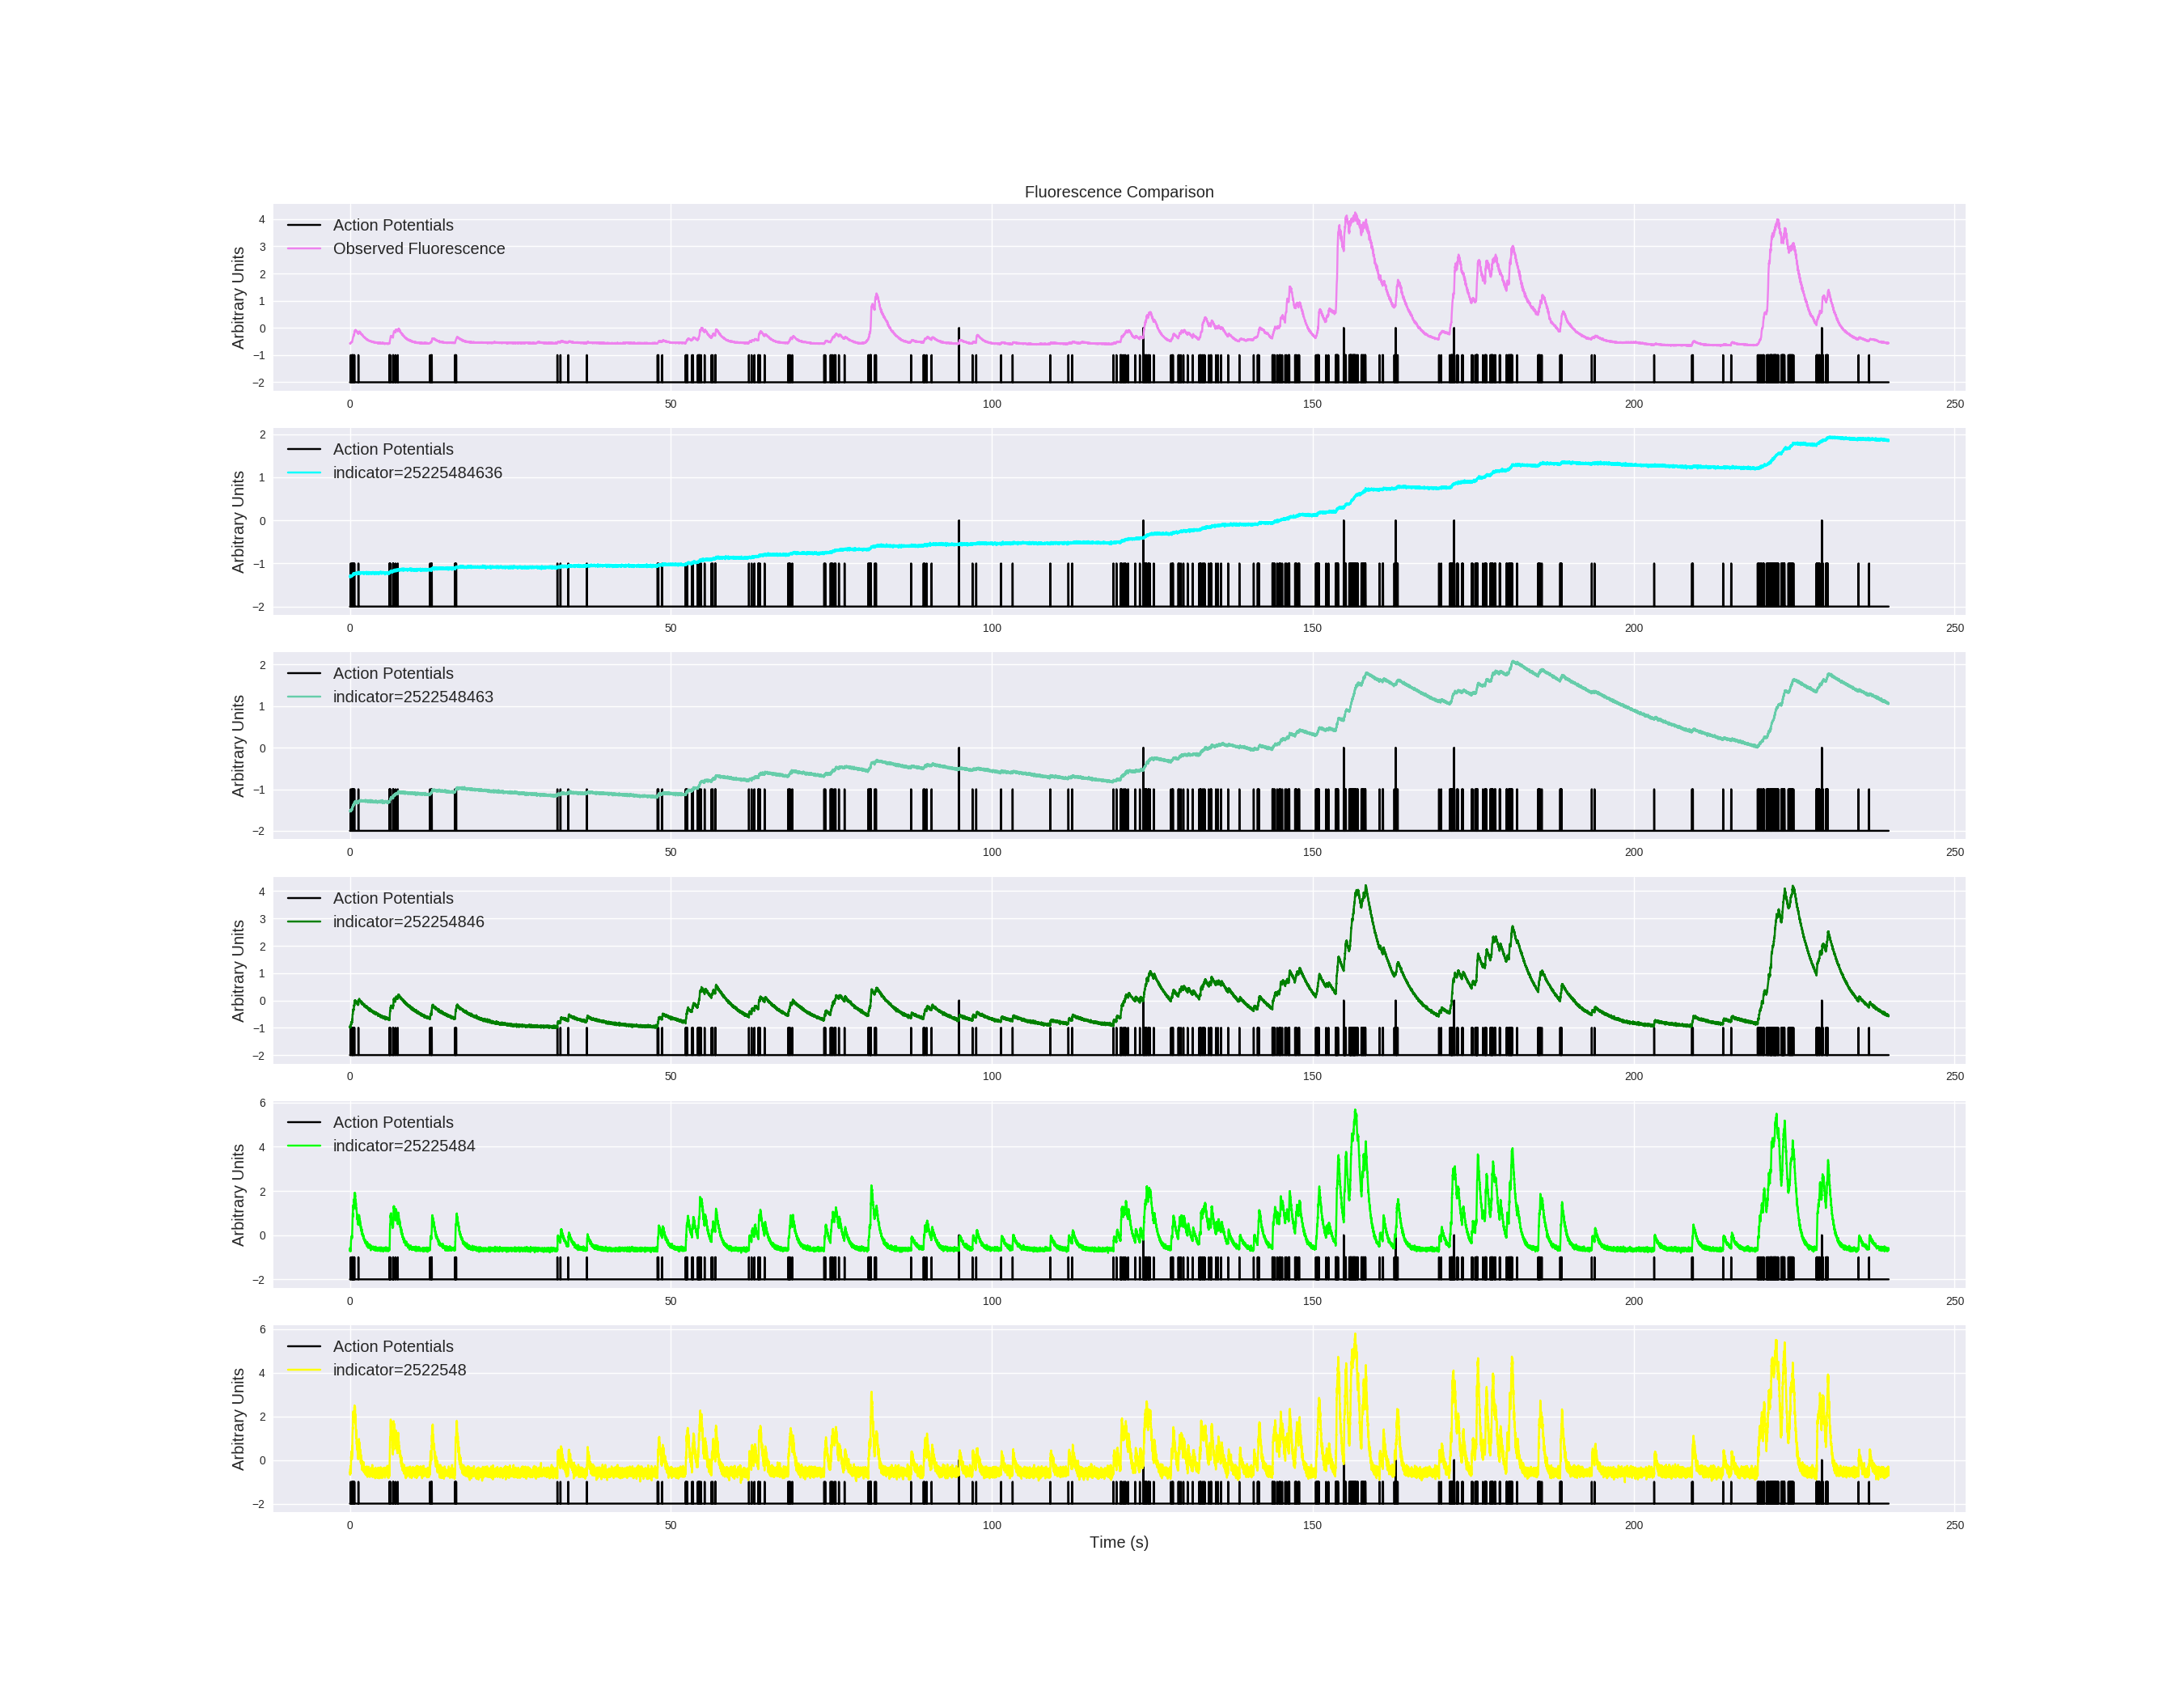 Fluorescence Comparison
Arbitrary Units
4
3
2
1
0
−1
−2
Action Potentials
Observed Fluorescence
0 50 100 150 200 250
Arbitrary Units
2
1
0
−1
−2
Action Potentials
indicator=25225484636
0 50 100 150 200 250
Arbitrary Units
2
1
0
−1
−2
Action Potentials
indicator=2522548463
0 50 100 150 200 250
Arbitrary Units
4
3
2
1
0
−1
−2
Action Potentials
indicator=252254846
0 50 100 150 200 250
Arbitrary Units
6
4
2
0
−2
Action Potentials
indicator=25225484
0 50 100 150 200 250
Arbitrary Units
6
4
2
0
−2
Action Potentials
indicator=2522548
0 50 100 150 200 250
Time (s)